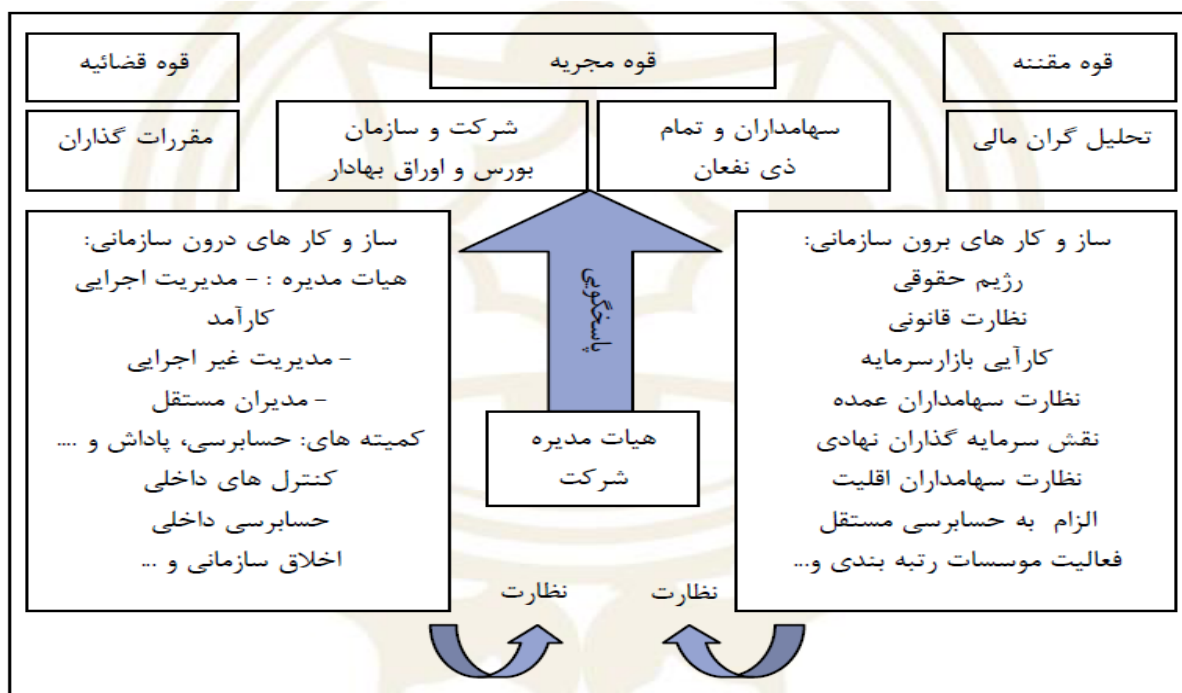 قوه مقننه
قوه مجریه
قوه قضائیه
تحلیل گران مالی
سهامداران و تمام
ذی نفعان
شرکت و سازمان
بورس و اوراق بهادار
مقررات گذاران
ساز و کار های برون سازمانی:
رژیم حقوقی
نظارت قانونی
کارآیی بازارسرمایه
نظارت سهامداران عمده
نقش سرمایه گذاران نهادی
نظارت سهامداران اقلیت
الزام به حسابرسی مستقل
فعالیت موسسات رتبه بندی و...
پاسخگویی
هیات مدیره
شرکت
ساز و کار های درون سازمانی:
هیات مدیره : - مدیریت اجرایی
کارآمد
- مدیریت غیر اجرایی
- مدیران مستقل
کمیته های: حسابرسی، پاداش و ....
کنترل های داخلی
حسابرسی داخلی
اخلاق سازمانی و ...
نظارت
نظارت